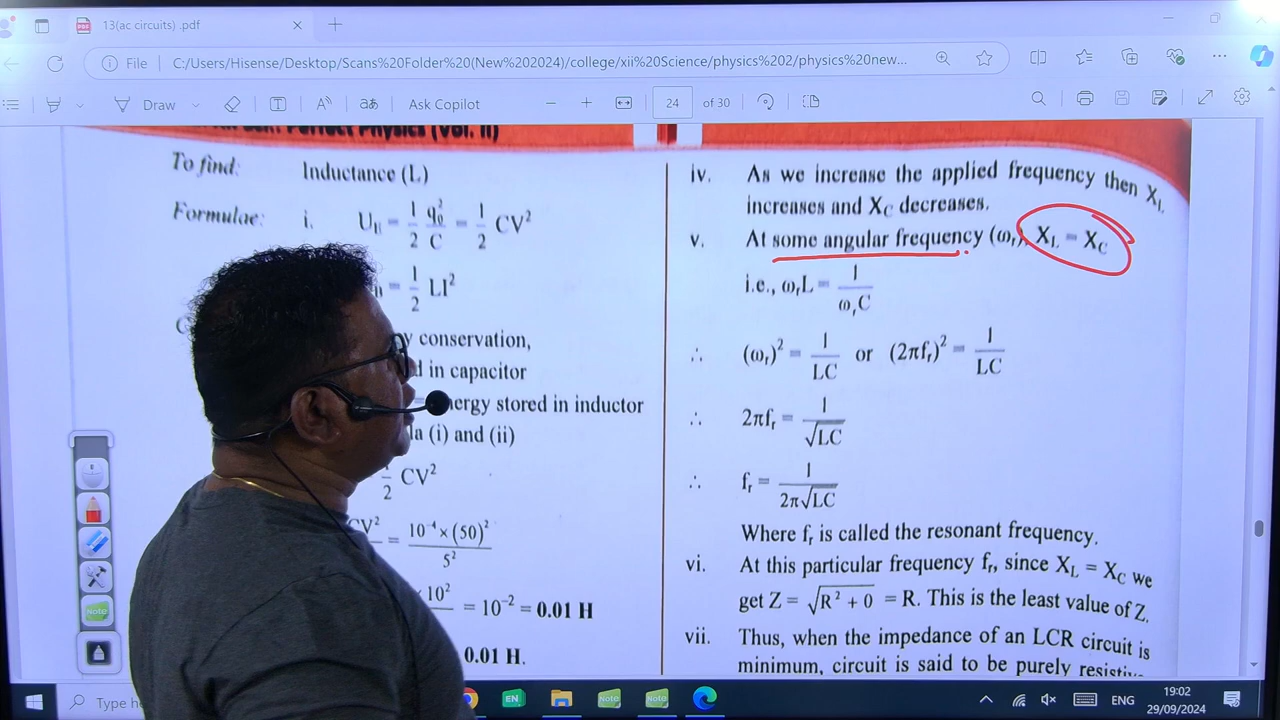 13(ac circuits) .pdf
File
C:/Users/Hisense/Desktop/Scans%20Folder%20(New%202024)/college/xii%20Science/physics%202/physics%20new...
Draw
Ask Copilot
24 of 30
Perfect Physics (Vol. II)
To find: Inductance (L)
Formulae: i. U = 1/2 q₀²/C = 1/2 CV²
= 1/2 LI²
y conservation,
d in capacitor
nergy stored in inductor
la (i) and (ii)
2 CV²
CV² = 10⁻⁴ × (50)² / 5²
10² = 10⁻² = 0.01 H
0.01 H.
iv. As we increase the applied frequency then X_L
increases and X_C decreases.
v. At some angular frequency (ω_r), X_L = X_C
i.e., ω_rL = 1/ω_rC
∴ (ω_r)² = 1/LC or (2πf_r)² = 1/LC
∴ 2πf_r = 1/√LC
∴ f_r = 1/2π√LC
Where f_r is called the resonant frequency.
vi. At this particular frequency f_r, since X_L = X_C we
get Z = √R² + 0 = R. This is the least value of Z.
vii. Thus, when the impedance of an LCR circuit is
minimum, circuit is said to be purely
Note
EN
Note
Note
ENG
19:02
29/09/2024